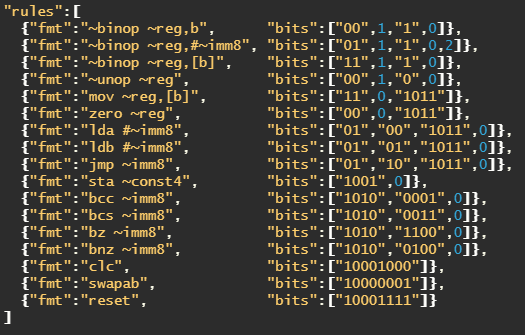 "rules":[
  {"fmt":"~binop ~reg,b",      "bits":["00",1,"1",0]},
  {"fmt":"~binop ~reg,#~imm8", "bits":["01",1,"1",0,2]},
  {"fmt":"~binop ~reg,[b]",    "bits":["11",1,"1",0]},
  {"fmt":"~unop ~reg",         "bits":["00",1,"0",0]},
  {"fmt":"mov ~reg,[b]",       "bits":["11",0,"1011"]},
  {"fmt":"zero ~reg",          "bits":["00",0,"1011"]},
  {"fmt":"lda #~imm8",         "bits":["01","00","1011",0]},
  {"fmt":"ldb #~imm8",         "bits":["01","01","1011",0]},
  {"fmt":"jmp ~imm8",          "bits":["01","10","1011",0]},
  {"fmt":"sta ~const4",        "bits":["1001",0]},
  {"fmt":"bcc ~imm8",          "bits":["1010","0001",0]},
  {"fmt":"bcs ~imm8",          "bits":["1010","0011",0]},
  {"fmt":"bz ~imm8",           "bits":["1010","1100",0]},
  {"fmt":"bnz ~imm8",          "bits":["1010","0100",0]},
  {"fmt":"clc",                "bits":["10001000"]},
  {"fmt":"swapab",             "bits":["10000001"]},
  {"fmt":"reset",              "bits":["10001111"]}
]